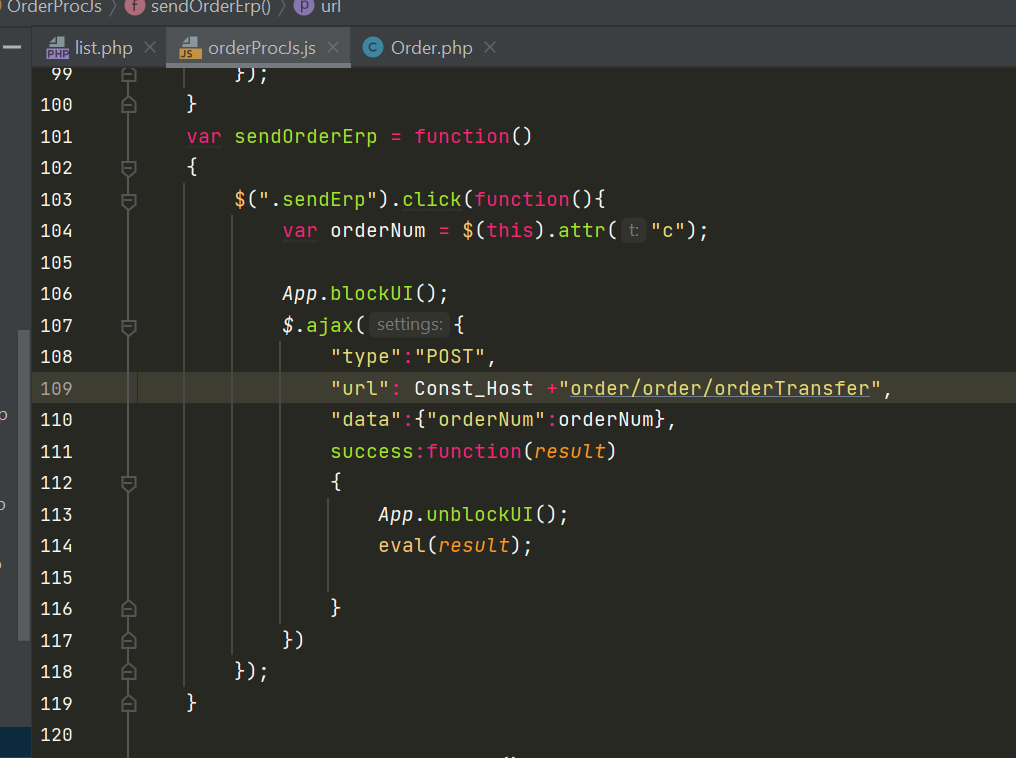 OrderProcJs f sendOrderErp() p url
PHP list.php JS orderProcJs.js C Order.php
99 });
100 }
101 var sendOrderErp = function()
102 {
103 $(".sendErp").click(function(){
104 var orderNum = $(this).attr( t: "c");
105
106 App.blockUI();
107 $.ajax( settings: {
108 "type":"POST",
109 "url": Const_Host +"order/order/orderTransfer",
110 "data":{"orderNum":orderNum},
111 success:function(result)
112 {
113 App.unblockUI();
114 eval(result);
115
116 }
117 })
118 });
119 }
120